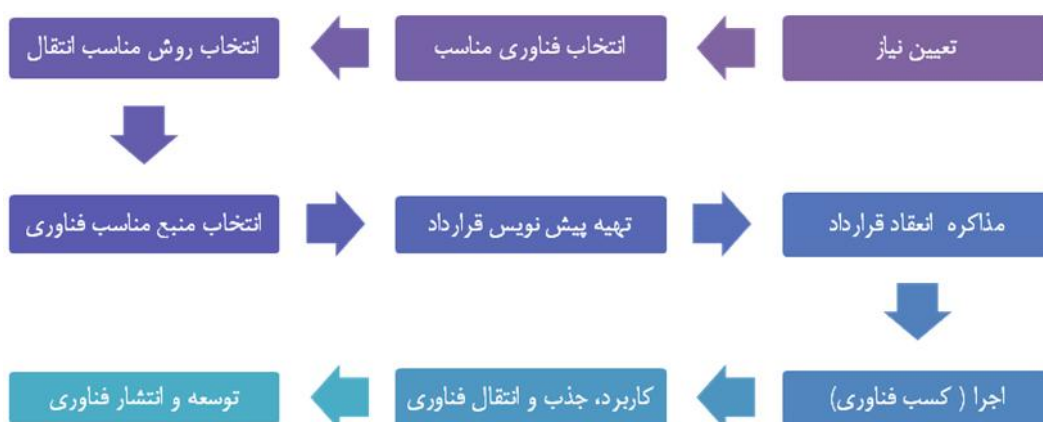 تعیین نیاز
انتخاب فناوری مناسب
انتخاب روش مناسب انتقال
انتخاب منبع مناسب فناوری
تهیه پیش نویس قرارداد
مذاکره انعقاد قرارداد
اجرا ( کسب فناوری)
کاربرد، جذب و انتقال فناوری
توسعه و انتشار فناوری